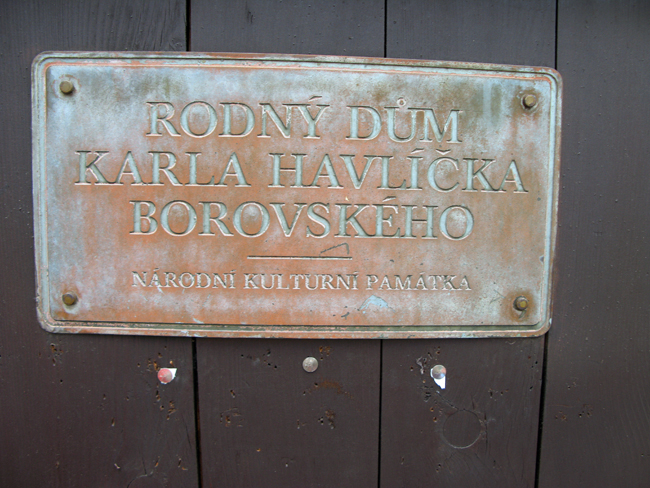 RODNÝ DŮM
KARLA HAVLÍČKA
BOROVSKÉHO
NÁRODNÍ KULTURNÍ PAMÁTKA